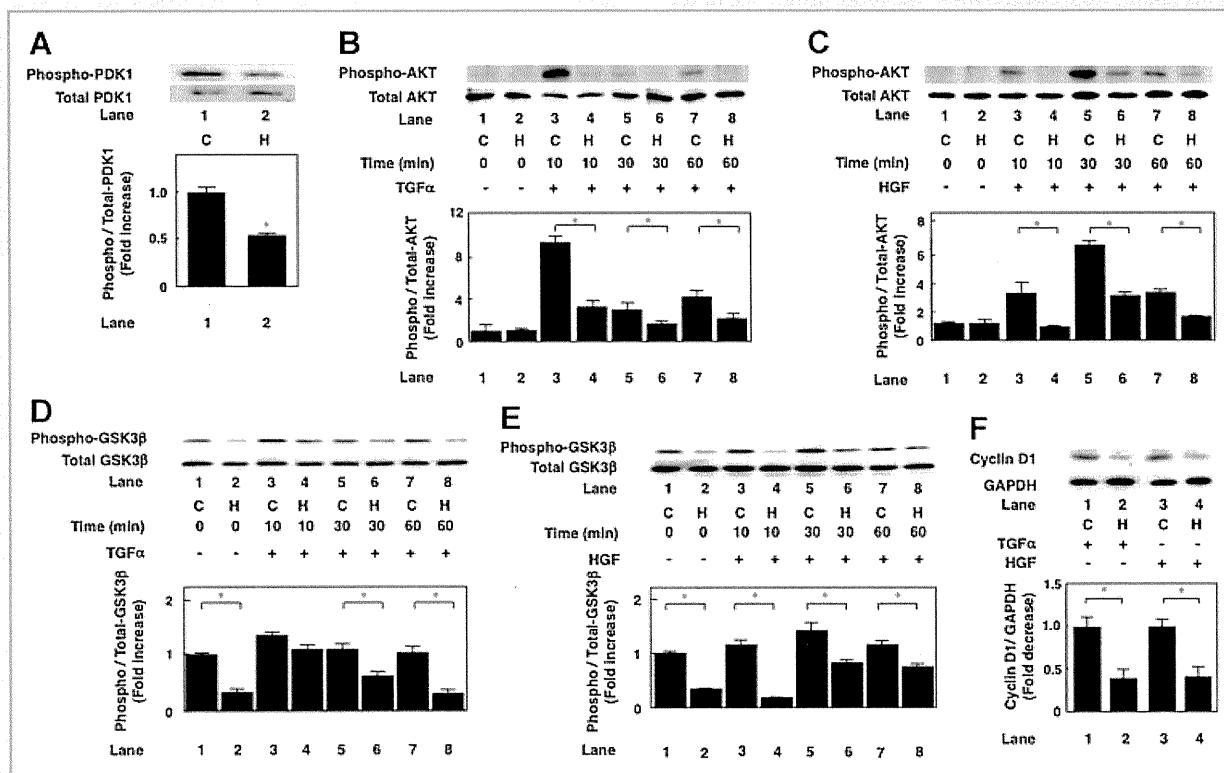 A
Phospho-PDK1
Total PDK1
Lane 1 2
C H
Phospho / Total-PDK1
(Fold increase)
1.0
0.5
0
*
Lane 1 2
B
Phospho-AKT
Total AKT
Lane 1 2 3 4 5 6 7 8
C H C H C H C H
Time (min) 0 0 10 10 30 30 60 60
TGFα - - + + + + + +
Phospho / Total-AKT
(Fold increase)
12
8
4
0
* * *
Lane 1 2 3 4 5 6 7 8
C
Phospho-AKT
Total AKT
Lane 1 2 3 4 5 6 7 8
C H C H C H C H
Time (min) 0 0 10 10 30 30 60 60
HGF - - + + + + + +
Phospho / Total-AKT
(Fold increase)
8
6
4
2
0
* * *
Lane 1 2 3 4 5 6 7 8
D
Phospho-GSK3β
Total GSK3β
Lane 1 2 3 4 5 6 7 8
C H C H C H C H
Time (min) 0 0 10 10 30 30 60 60
TGFα - - + + + + + +
Phospho / Total-GSK3β
(Fold increase)
2
1
0
* * *
Lane 1 2 3 4 5 6 7 8
E
Phospho-GSK3β
Total GSK3β
Lane 1 2 3 4 5 6 7 8
C H C H C H C H
Time (min) 0 0 10 10 30 30 60 60
HGF - - + + + + + +
Phospho / Total-GSK3β
(Fold increase)
2
1
0
* * * *
Lane 1 2 3 4 5 6 7 8
F
Cyclin D1
GAPDH
Lane 1 2 3 4
C H C H
TGFα + + - -
HGF - - + +
Cyclin D1/ GAPDH
(Fold decrease)
1.5
1.0
0.5
0
* *
Lane 1 2 3 4